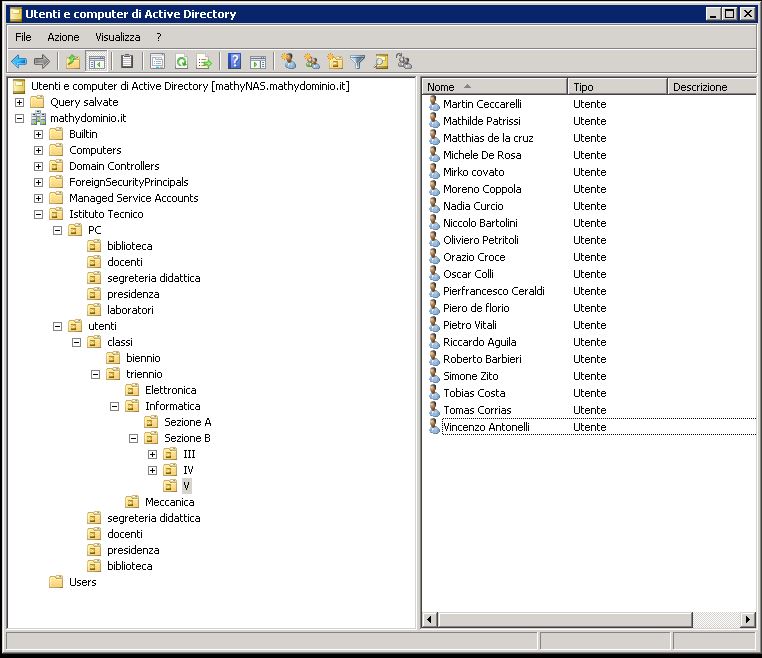 Utenti e computer di Active Directory
File Azione Visualizza ?
Utenti e computer di Active Directory [mathyNAS.mathydominio.it]
Query salvate
mathydominio.it
Builtin
Computers
Domain Controllers
ForeignSecurityPrincipals
Managed Service Accounts
Istituto Tecnico
PC
biblioteca
docenti
segreteria didattica
presidenza
laboratori
utenti
classi
biennio
triennio
Elettronica
Informatica
Sezione A
Sezione B
III
IV
V
Meccanica
segreteria didattica
docenti
presidenza
biblioteca
Users
Nome Tipo Descrizione
Martin Ceccarelli Utente
Mathilde Patrissi Utente
Matthias de la cruz Utente
Michele De Rosa Utente
Mirko covato Utente
Moreno Coppola Utente
Nadia Curcio Utente
Niccolo Bartolini Utente
Oliviero Petritoli Utente
Orazio Croce Utente
Oscar Colli Utente
Pierfrancesco Ceraldi Utente
Piero de florio Utente
Pietro Vitali Utente
Riccardo Aguila Utente
Roberto Barbieri Utente
Simone Zito Utente
Tobias Costa Utente
Tomas Corrias Utente
Vincenzo Antonelli Utente